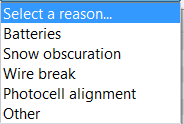 Select a reason...
Batteries
Snow obscuration
Wire break
Photocell alignment
Other